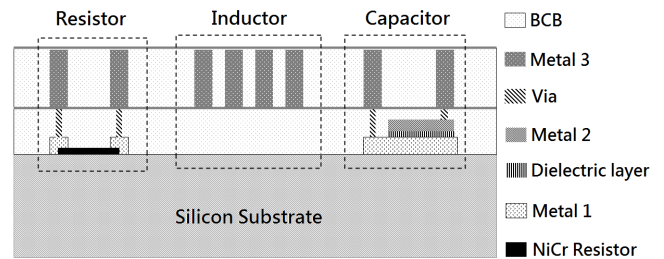 Resistor Inductor Capacitor
BCB
Metal 3
Via
Metal 2
Dielectric layer
Metal 1
NiCr Resistor
Silicon Substrate